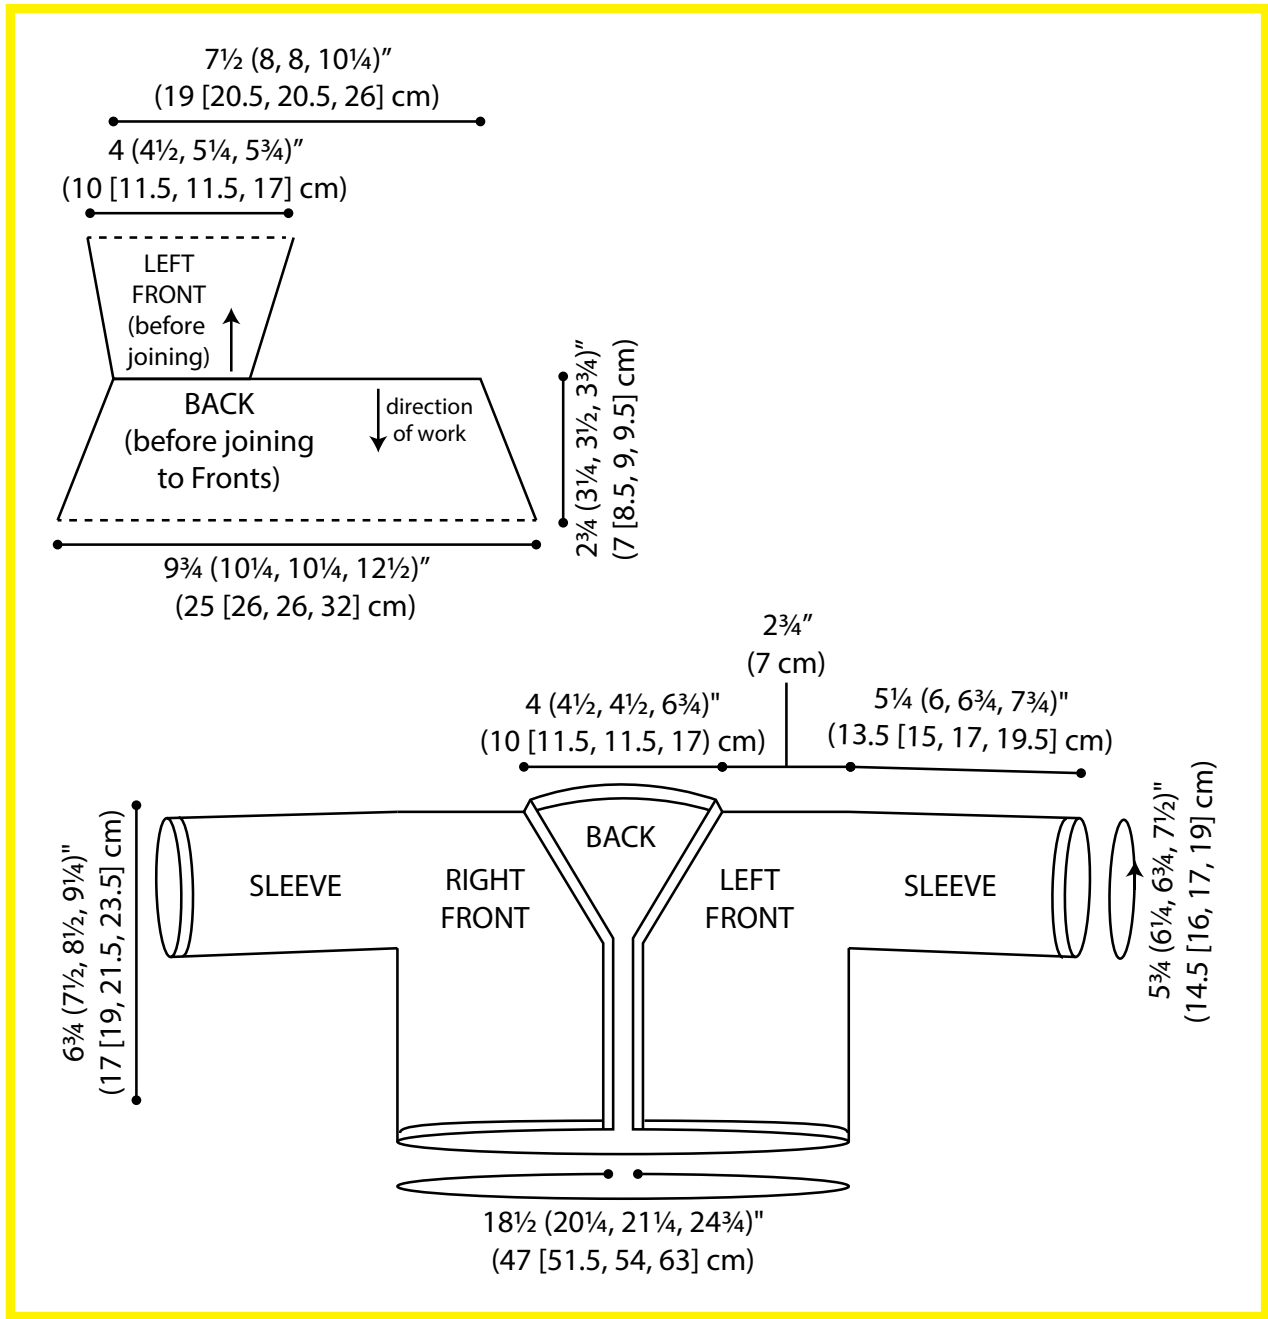 7½ (8, 8, 10¼)”
(19 [20.5, 20.5, 26] cm)
4 (4½, 5¼, 5¾)”
(10 [11.5, 11.5, 17] cm)
LEFT
FRONT
(before
joining)
BACK
(before joining
to Fronts)
direction
of work
2¾ (3¼, 3½, 3¾)”
(7 [8.5, 9, 9.5] cm)
9¾ (10¼, 10¼, 12½)”
(25 [26, 26, 32] cm)
2¾”
(7 cm)
4 (4½, 4½, 6¾)"
(10 [11.5, 11.5, 17) cm)
5¼ (6, 6¾, 7¾)"
(13.5 [15, 17, 19.5] cm)
6¾ (7½, 8½, 9¼)"
(17 [19, 21.5, 23.5] cm)
SLEEVE
RIGHT
FRONT
BACK
LEFT
FRONT
SLEEVE
5¾ (6¼, 6¾, 7½)"
(14.5 [16, 17, 19] cm)
18½ (20¼, 21¼, 24¾)"
(47 [51.5, 54, 63] cm)